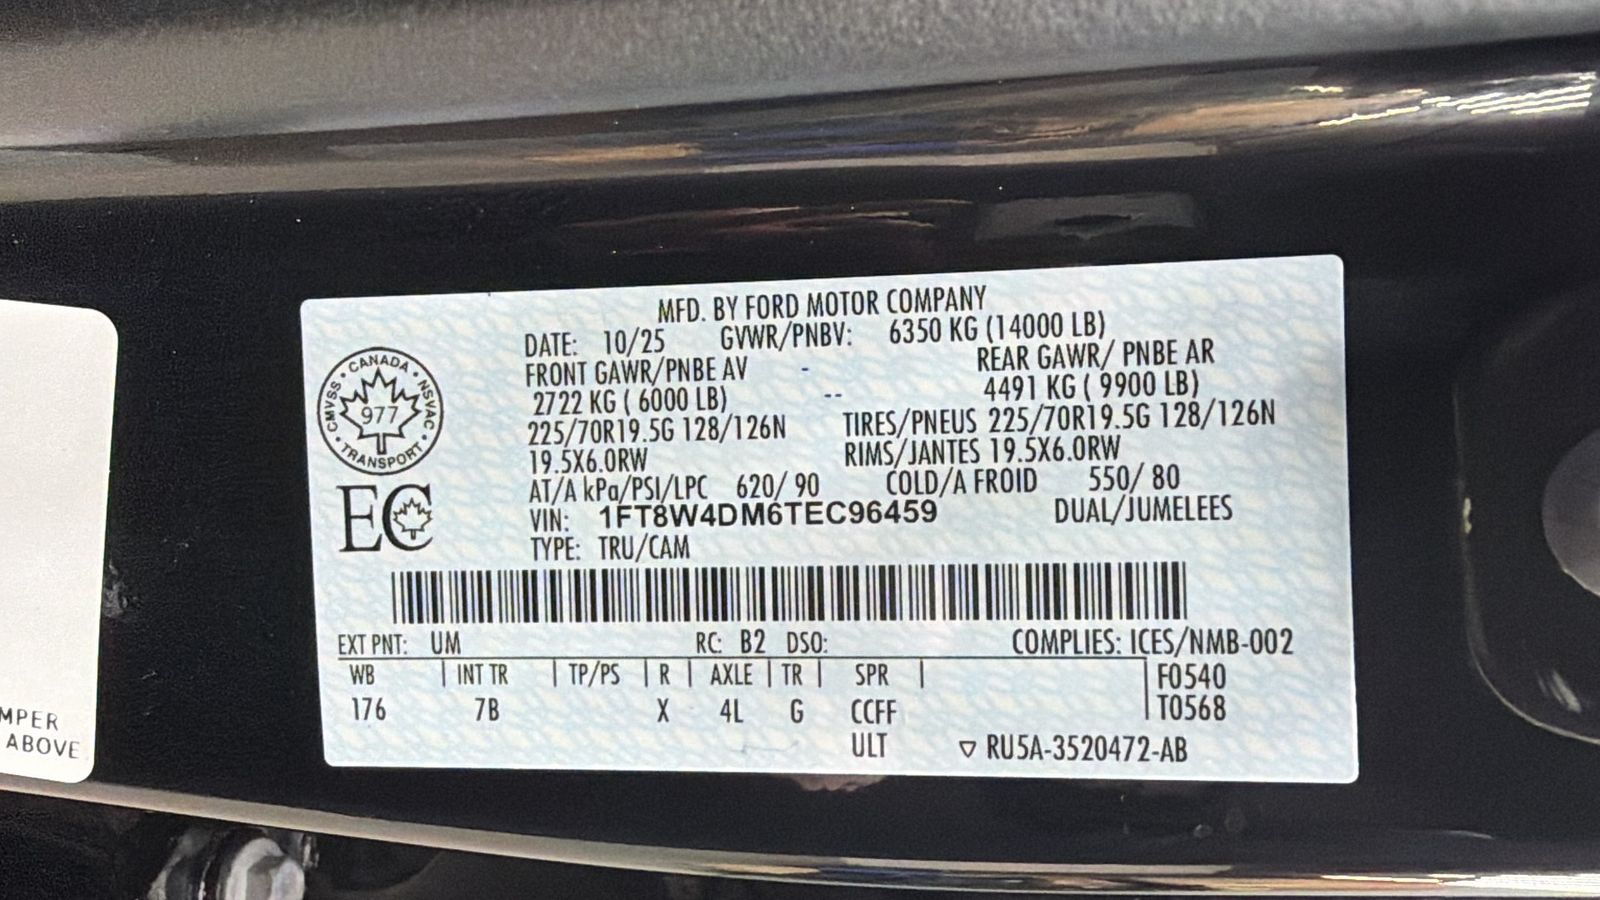 MFD. BY FORD MOTOR COMPANY
DATE: 10/25 GVWR/PNBV: 6350 KG (14000 LB)
FRONT GAWR/PNBE AV - REAR GAWR/ PNBE AR
2722 KG ( 6000 LB) -- 4491 KG ( 9900 LB)
225/70R19.5G 128/126N TIRES/PNEUS 225/70R19.5G 128/126N
19.5X6.0RW RIMS/JANTES 19.5X6.0RW
AT/A kPa/PSI/LPC 620/ 90 COLD/A FROID 550/ 80
VIN: 1FT8W4DM6TEC96459 DUAL/JUMELEES
TYPE: TRU/CAM
CANADA
CMVSS 977 NSVAC
TRANSPORT
EC
EXT PNT: UM RC: B2 DSO: COMPLIES: ICES/NMB-002
WB | INT TR | TP/PS | R | AXLE | TR | SPR | F0540
176 7B X 4L G CCFF T0568
ULT ▽ RU5A-3520472-AB
MPER
ABOVE